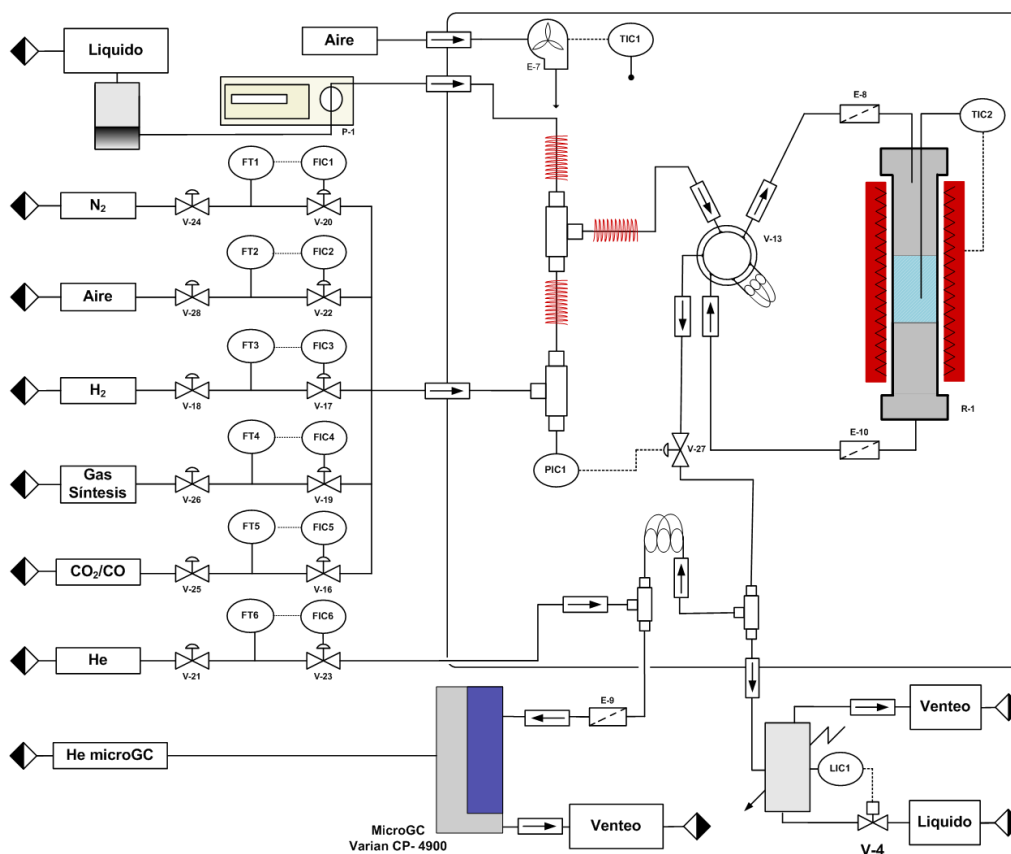 Liquido
Aire
E-7
TIC1
P-1
E-8
TIC2
FT1
FIC1
N2
V-24
V-20
V-13
FT2
FIC2
Aire
V-28
V-22
FT3
FIC3
H2
V-18
V-17
R-1
FT4
FIC4
E-10
V-27
PIC1
Gas
Síntesis
V-26
V-19
FT5
FIC5
CO2/CO
V-25
V-16
FT6
FIC6
He
V-21
V-23
E-9
Venteo
He microGC
LIC1
Venteo
Liquido
MicroGC
Varian CP- 4900
V-4